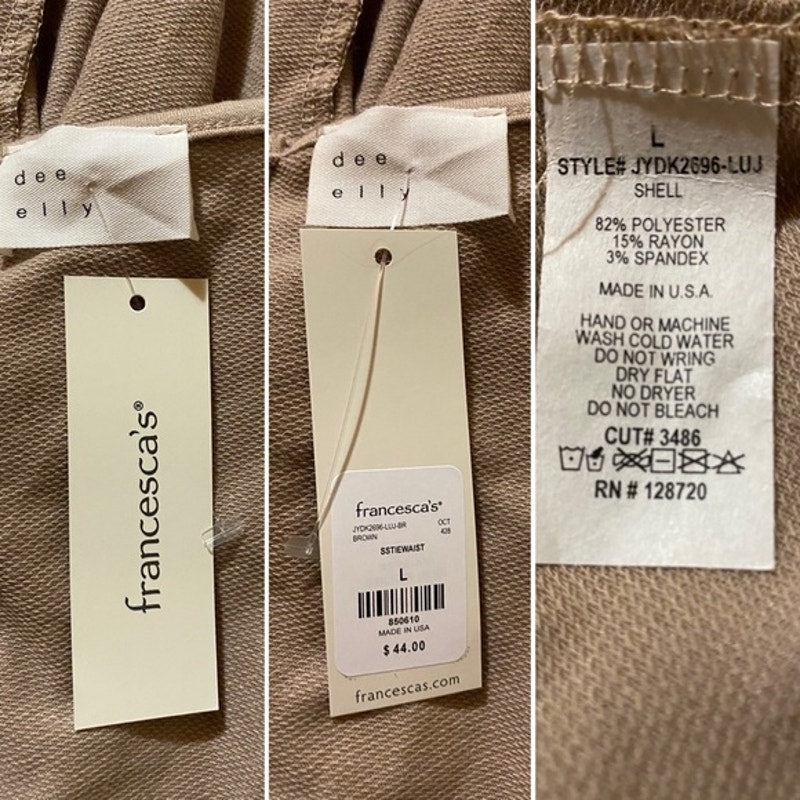 dee
elly
francesca's®
dee
elly
francesca's®
JYDK2696-LUJ-BR OCT
BROWN 428
SSTIEWAIST
L
850610
MADE IN USA
$44.00
francescas.com
L
STYLE# JYDK2696-LUJ
SHELL
82% POLYESTER
15% RAYON
3% SPANDEX
MADE IN U.S.A.
HAND OR MACHINE
WASH COLD WATER
DO NOT WRING
DRY FLAT
NO DRYER
DO NOT BLEACH
CUT# 3486
RN # 128720